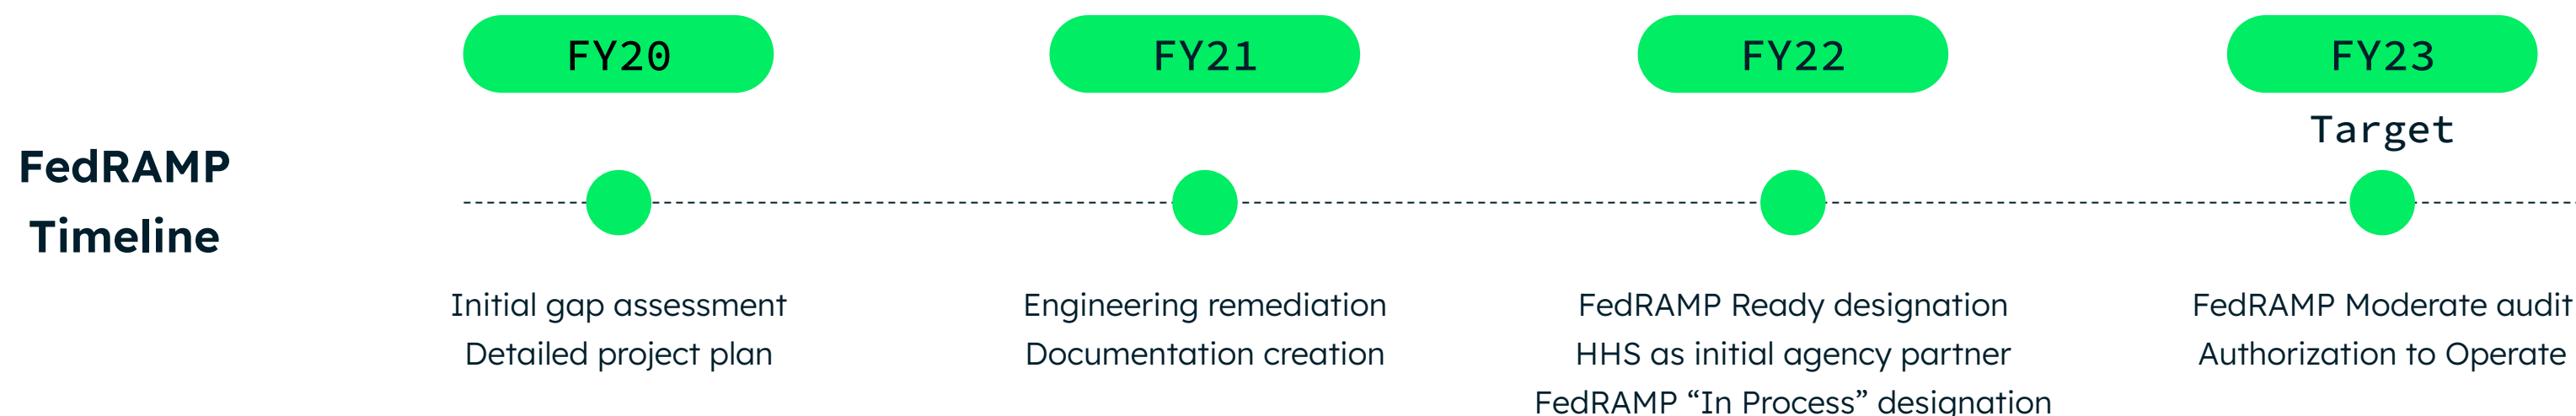 FedRAMP
Timeline
FY20
Initial gap assessment
Detailed project plan
FY21
Engineering remediation
Documentation creation
FY22
FedRAMP Ready designation
HHS as initial agency partner
FedRAMP “In Process” designation
FY23
Target
FedRAMP Moderate audit
Authorization to Operate